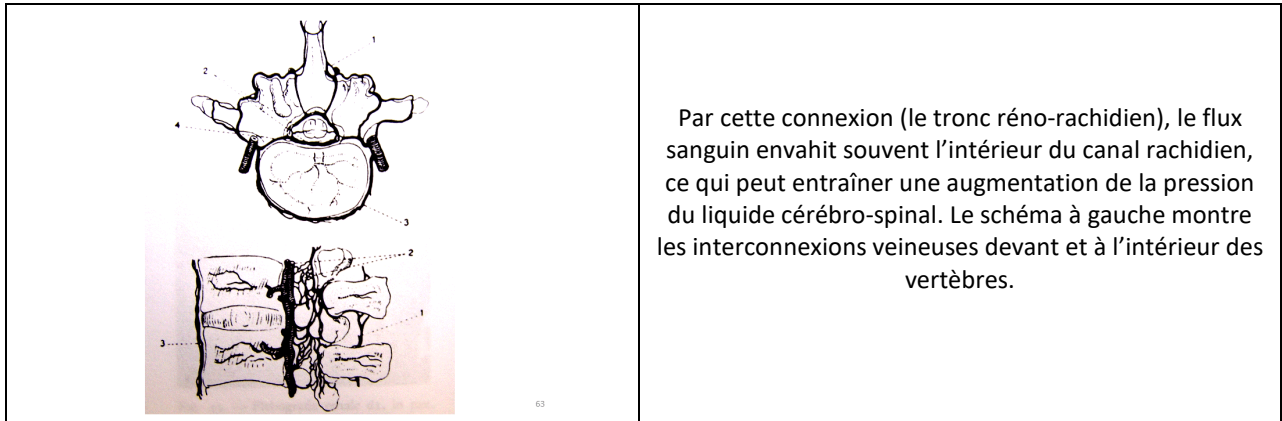 1
2
4
3
2
1
3
63
Par cette connexion (le tronc réno-rachidien), le flux
sanguin envahit souvent l’intérieur du canal rachidien,
ce qui peut entraîner une augmentation de la pression
du liquide cérébro-spinal. Le schéma à gauche montre
les interconnexions veineuses devant et à l’intérieur des
vertèbres.